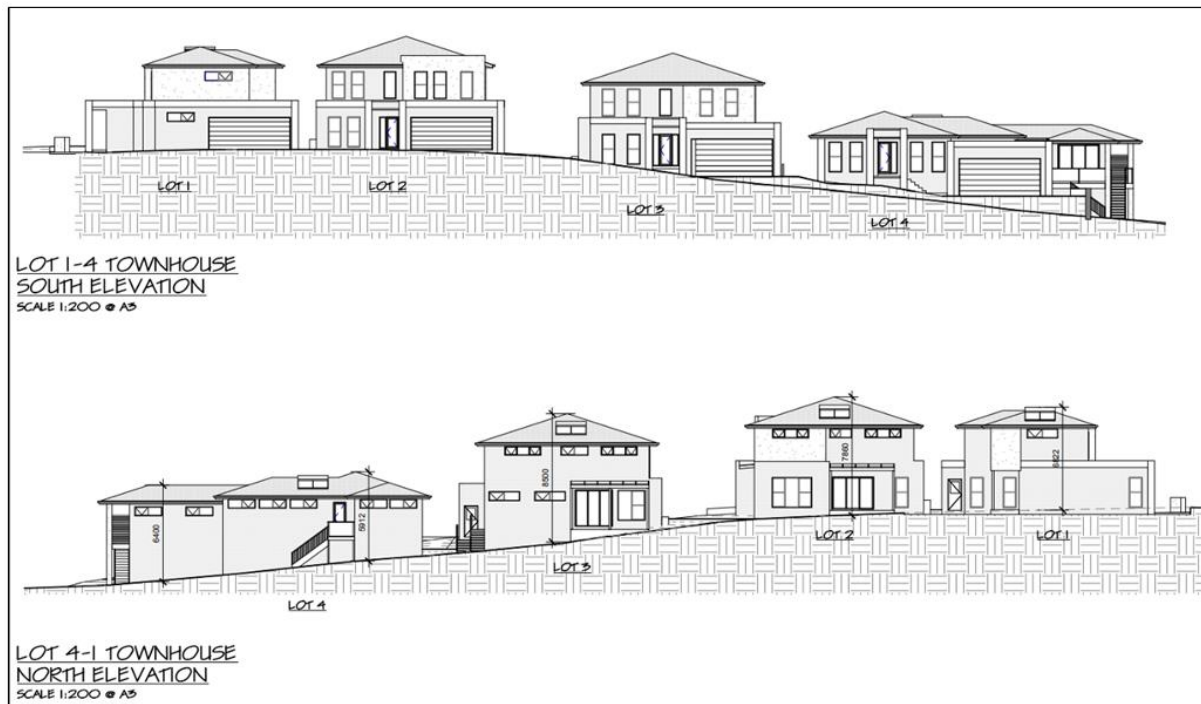 LOT 1
LOT 2
LOT 3
LOT 4
LOT 1-4 TOWNHOUSE
SOUTH ELEVATION
SCALE 1:200 @ A3
6400
5912
8500
7860
6822
LOT 4
LOT 3
LOT 2
LOT 1
LOT 4-1 TOWNHOUSE
NORTH ELEVATION
SCALE 1:200 @ A3